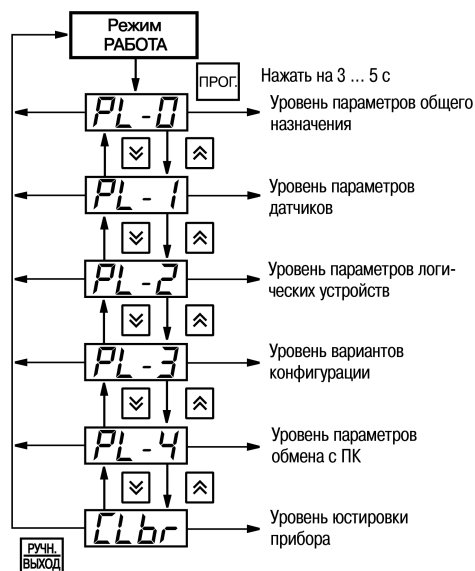 Режим
РАБОТА
ПРОГ.
Нажать на 3 ... 5 с
PL-0
Уровень параметров общего
назначения
PL-1
Уровень параметров
датчиков
PL-2
Уровень параметров логи-
ческих устройств
PL-3
Уровень вариантов
конфигурации
PL-4
Уровень параметров
обмена с ПК
CLbr
Уровень юстировки
прибора
РУЧН.
ВЫХОД